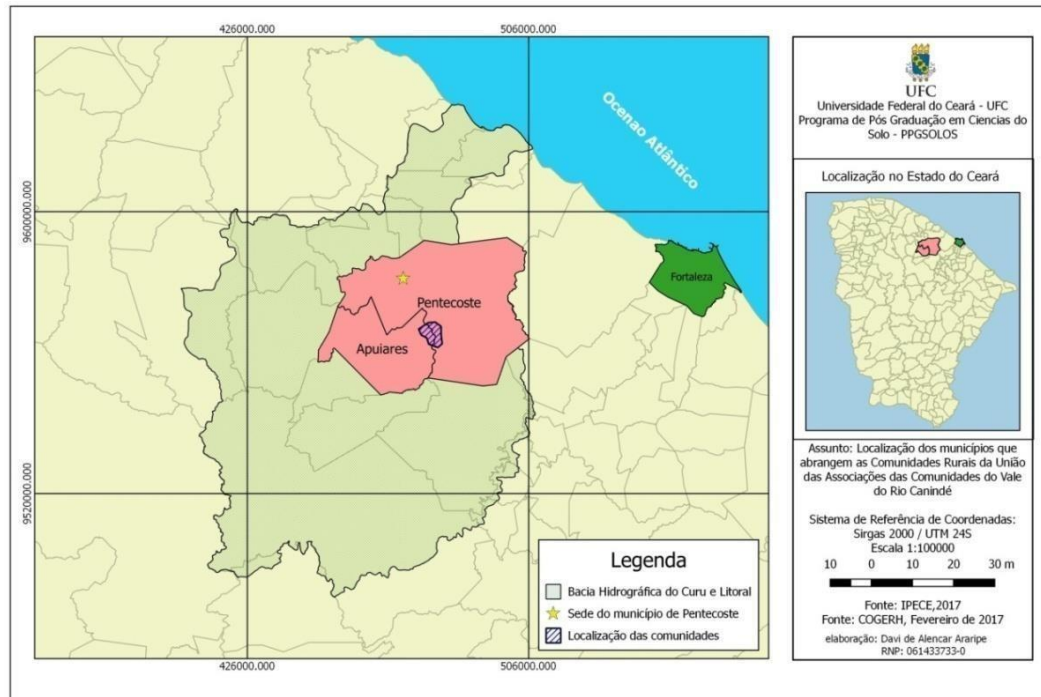 426000.000
506000.000
9600000.000
9520000.000
Ocenao Atlântico
Fortaleza
Pentecoste
Apuiares
Legenda
Bacia Hidrográfica do Curu e Litoral
Sede do município de Pentecoste
Localização das comunidades
426000.000
506000.000
UFC
Universidade Federal do Ceará - UFC
Programa de Pós Graduação em Ciencias do
Solo - PPGSOLOS
Localização no Estado do Ceará
Assunto: Localização dos municípios que
abrangem as Comunidades Rurais da União
das Associações das Comunidades do Vale
do Rio Canindé
Sistema de Referência de Coordenadas:
Sirgas 2000 / UTM 24S
Escala 1:100000
10 0 10 20 30 m
Fonte: IPECE,2017
Fonte: COGERH, Fevereiro de 2017
elaboração: Davi de Alencar Araripe
RNP: 061433733-0